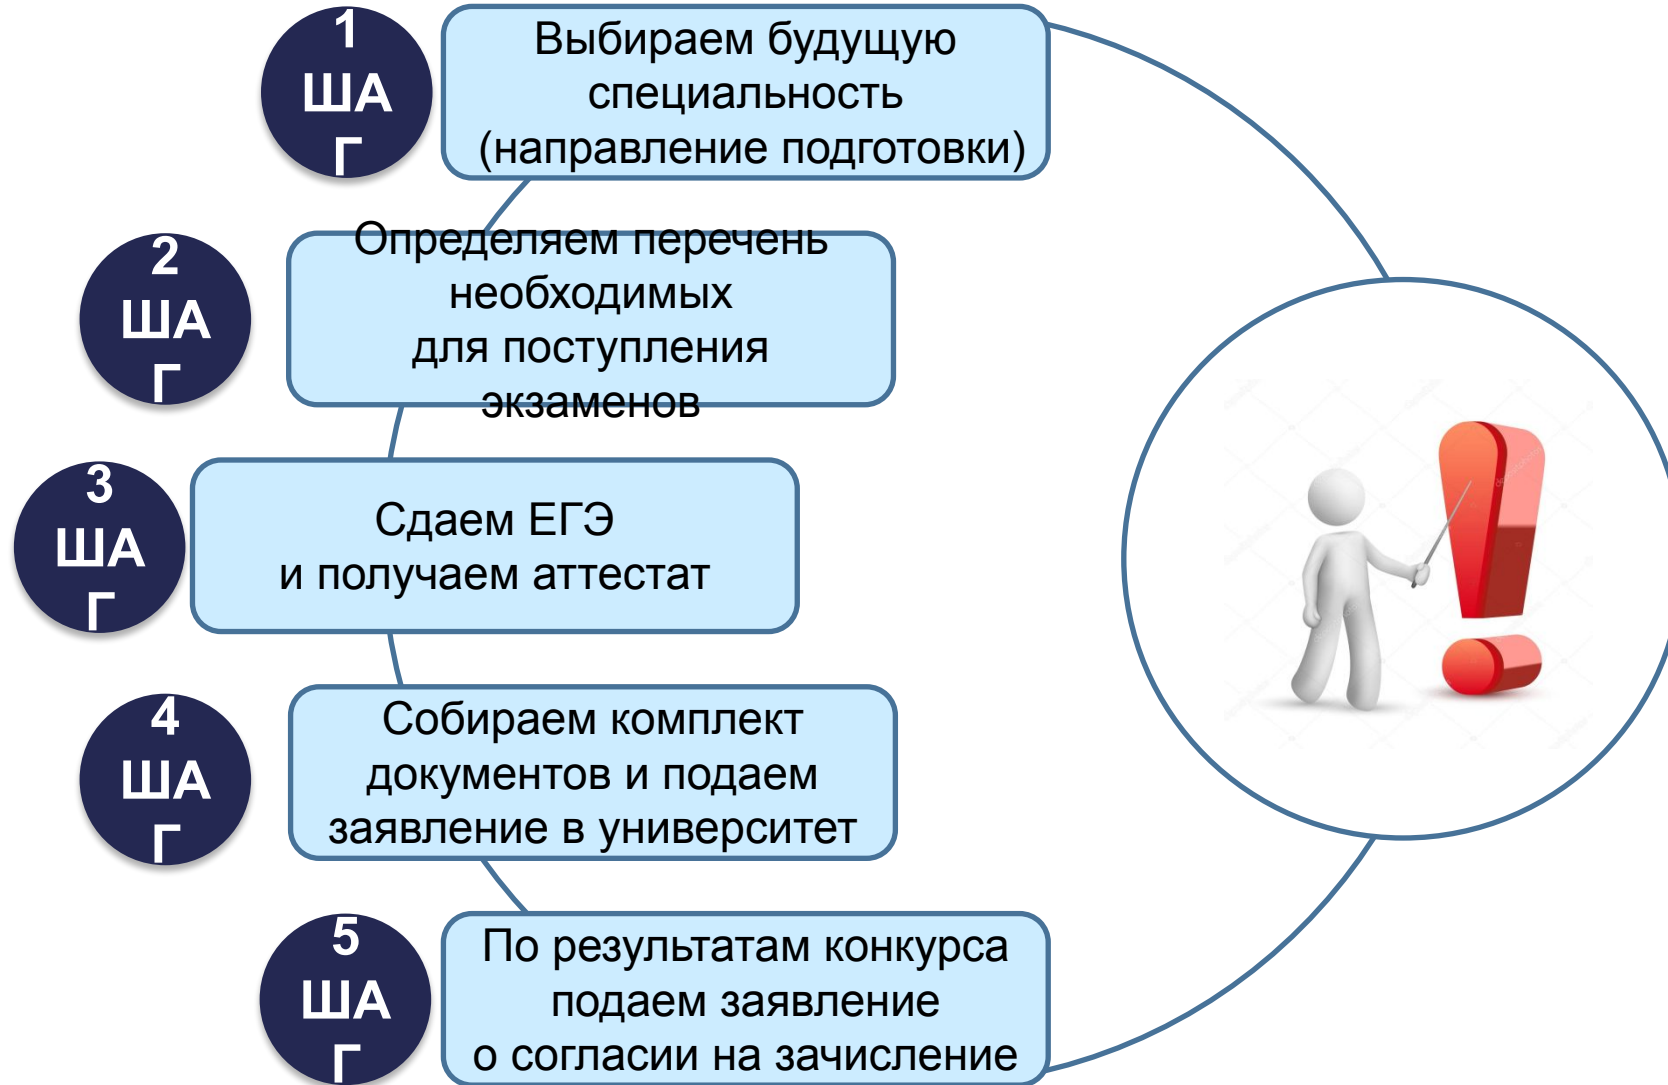 1
ША
Г
Выбираем будущую
специальность
(направление подготовки)
2
ША
Г
Определяем перечень
необходимых
для поступления
экзаменов
3
ША
Г
Сдаем ЕГЭ
и получаем аттестат
4
ША
Г
Собираем комплект
документов и подаем
заявление в университет
5
ША
Г
По результатам конкурса
подаем заявление
о согласии на зачисление